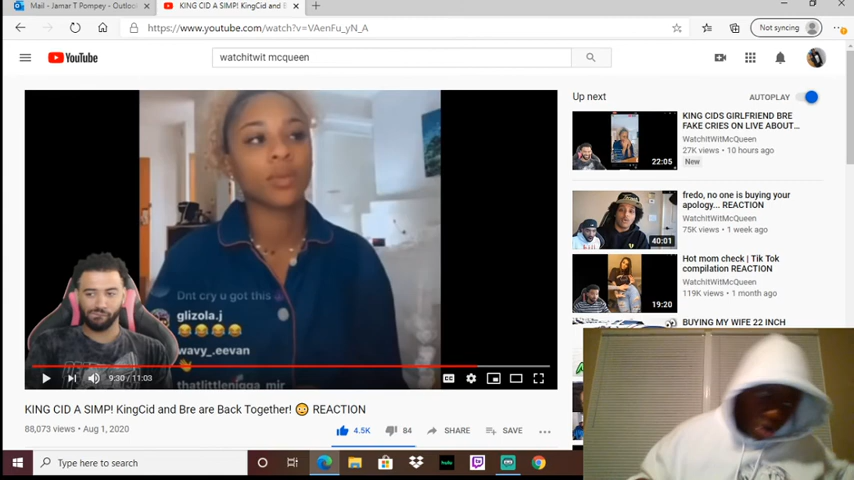 Mail - Jamar T Pompey - Outloo
KING CID A SIMP! KingCid and B
https://www.youtube.com/watch?v=VAenFu_yN_A
Not syncing
YouTube
watchitwit mcqueen
Dnt cry u got this
glizola.j
😂😂😂😂
wavy_.eevan
👏
thatlittlenigga_mir
9:30 / 11:03
KING CID A SIMP! KingCid and Bre are Back Together! 😳 REACTION
88,073 views • Aug 1, 2020
4.5K
84
SHARE
SAVE
Up next
AUTOPLAY
KING CIDS GIRLFRIEND BRE
FAKE CRIES ON LIVE ABOUT...
WatchItWitMcQueen
27K views • 10 hours ago
New
22:05
fredo, no one is buying your
apology... REACTION
WatchItWitMcQueen
75K views • 1 week ago
40:01
Hot mom check | Tik Tok
compilation REACTION
WatchItWitMcQueen
119K views • 1 month ago
19:20
BUYING MY WIFE 22 INCH
Type here to search
hulu